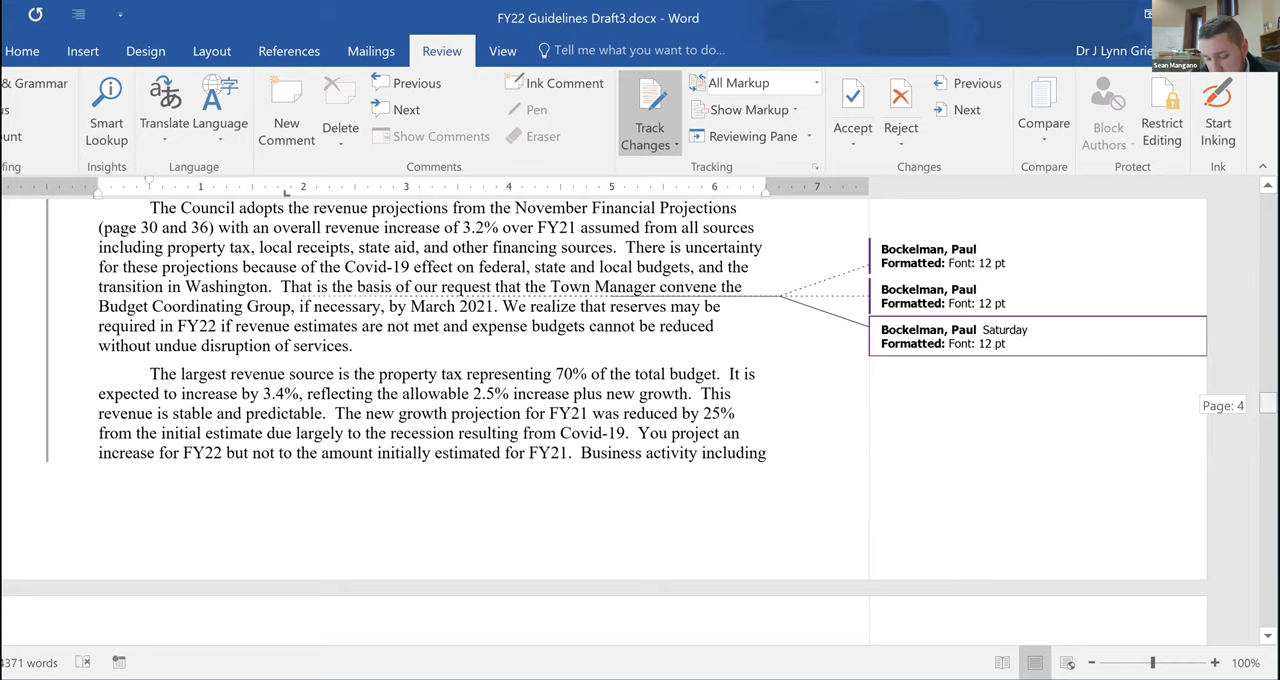 FY22 Guidelines Draft3.docx - Word
Home Insert Design Layout References Mailings Review View Tell me what you want to do... Dr J Lynn Grie
Sean Mangano
& Grammar
us
ount
fing
Smart
Lookup
Insights
Translate Language
Language
New
Comment
Delete
Previous
Next
Show Comments
Ink Comment
Pen
Eraser
Comments
Track
Changes
All Markup
Show Markup
Reviewing Pane
Tracking
Accept
Reject
Previous
Next
Changes
Compare
Compare
Block
Authors
Restrict
Editing
Protect
Start
Inking
Ink
1 2 3 4 5 6 7
The Council adopts the revenue projections from the November Financial Projections
(page 30 and 36) with an overall revenue increase of 3.2% over FY21 assumed from all sources
including property tax, local receipts, state aid, and other financing sources. There is uncertainty
for these projections because of the Covid-19 effect on federal, state and local budgets, and the
transition in Washington. That is the basis of our request that the Town Manager convene the
Budget Coordinating Group, if necessary, by March 2021. We realize that reserves may be
required in FY22 if revenue estimates are not met and expense budgets cannot be reduced
without undue disruption of services.
The largest revenue source is the property tax representing 70% of the total budget. It is
expected to increase by 3.4%, reflecting the allowable 2.5% increase plus new growth. This
revenue is stable and predictable. The new growth projection for FY21 was reduced by 25%
from the initial estimate due largely to the recession resulting from Covid-19. You project an
increase for FY22 but not to the amount initially estimated for FY21. Business activity including
Bockelman, Paul
Formatted: Font: 12 pt
Bockelman, Paul
Formatted: Font: 12 pt
Bockelman, Paul Saturday
Formatted: Font: 12 pt
Page: 4
4371 words
100%